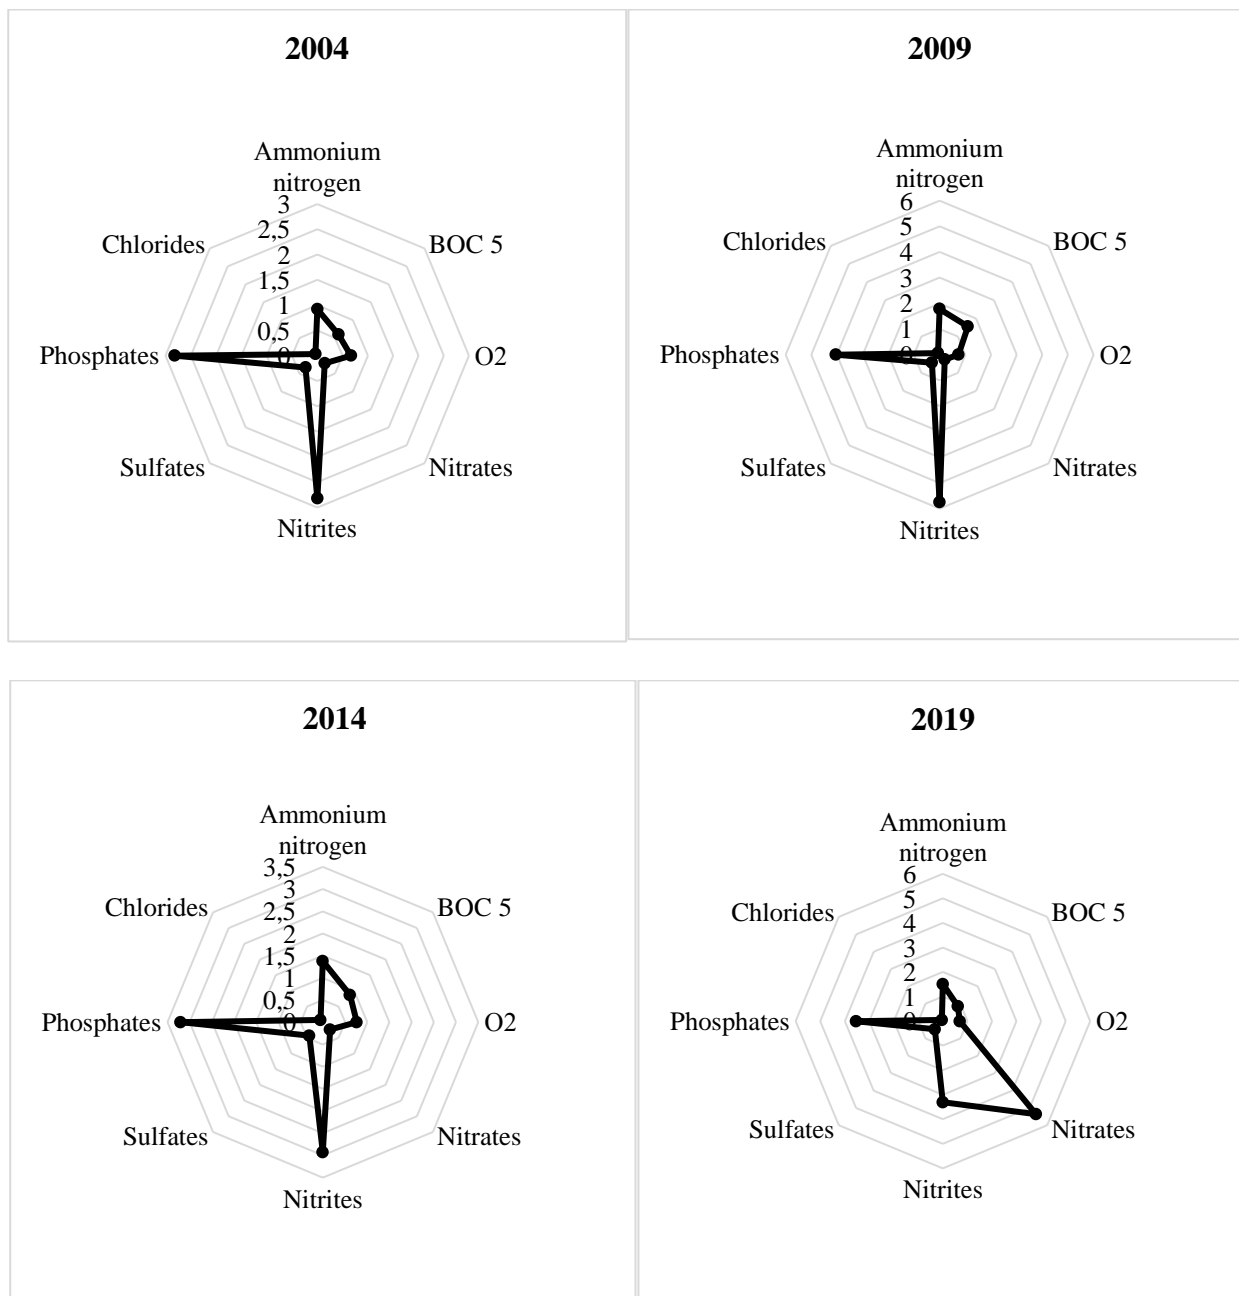 2004
Ammonium
nitrogen
3
2,5
2
1,5
1
0,5
0
BOC 5
O2
Nitrates
Nitrites
Sulfates
Phosphates
Chlorides
2009
Ammonium
nitrogen
6
5
4
3
2
1
0
BOC 5
O2
Nitrates
Nitrites
Sulfates
Phosphates
Chlorides
2014
Ammonium
nitrogen
3,5
3
2,5
2
1,5
1
0,5
0
BOC 5
O2
Nitrates
Nitrites
Sulfates
Phosphates
Chlorides
2019
Ammonium
nitrogen
6
5
4
3
2
1
0
BOC 5
O2
Nitrates
Nitrites
Sulfates
Phosphates
Chlorides